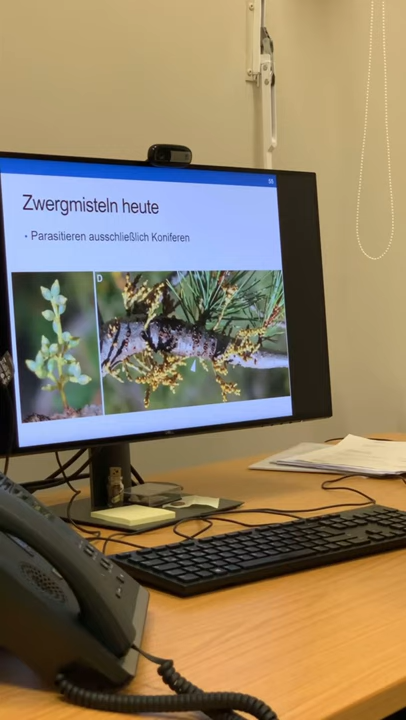 Zwergmisteln heute
• Parasitieren ausschließlich Koniferen
D